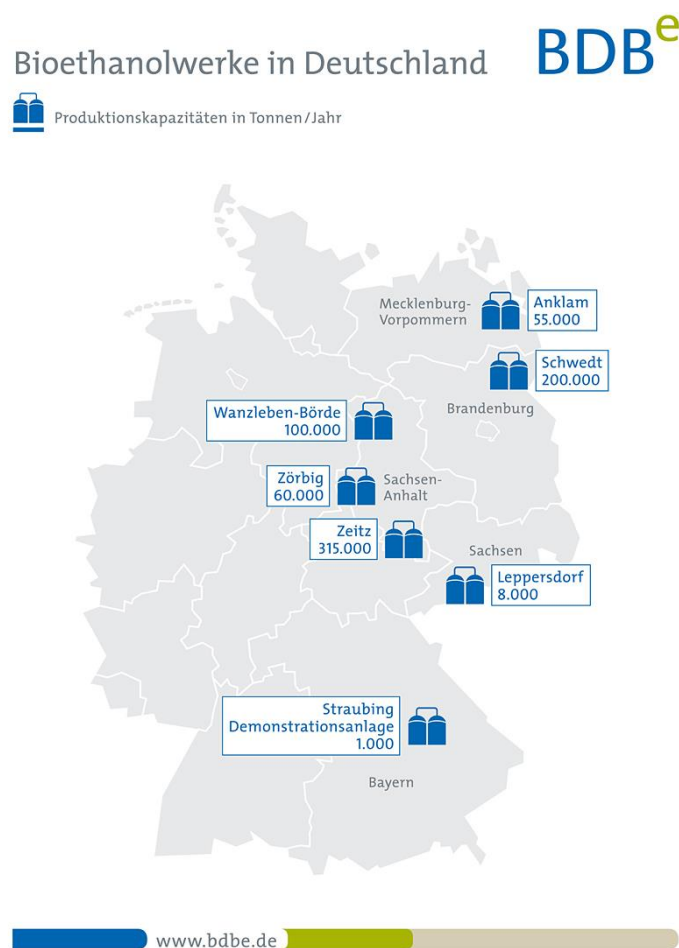 BDBe
Bioethanolwerke in Deutschland
Produktionskapazitäten in Tonnen/Jahr
Mecklenburg-
Vorpommern
Anklam
55.000
Schwedt
200.000
Brandenburg
Wanzleben-Börde
100.000
Zörbig
60.000
Sachsen-
Anhalt
Zeitz
315.000
Sachsen
Leppersdorf
8.000
Straubing
Demonstrationsanlage
1.000
Bayern
www.bdbe.de